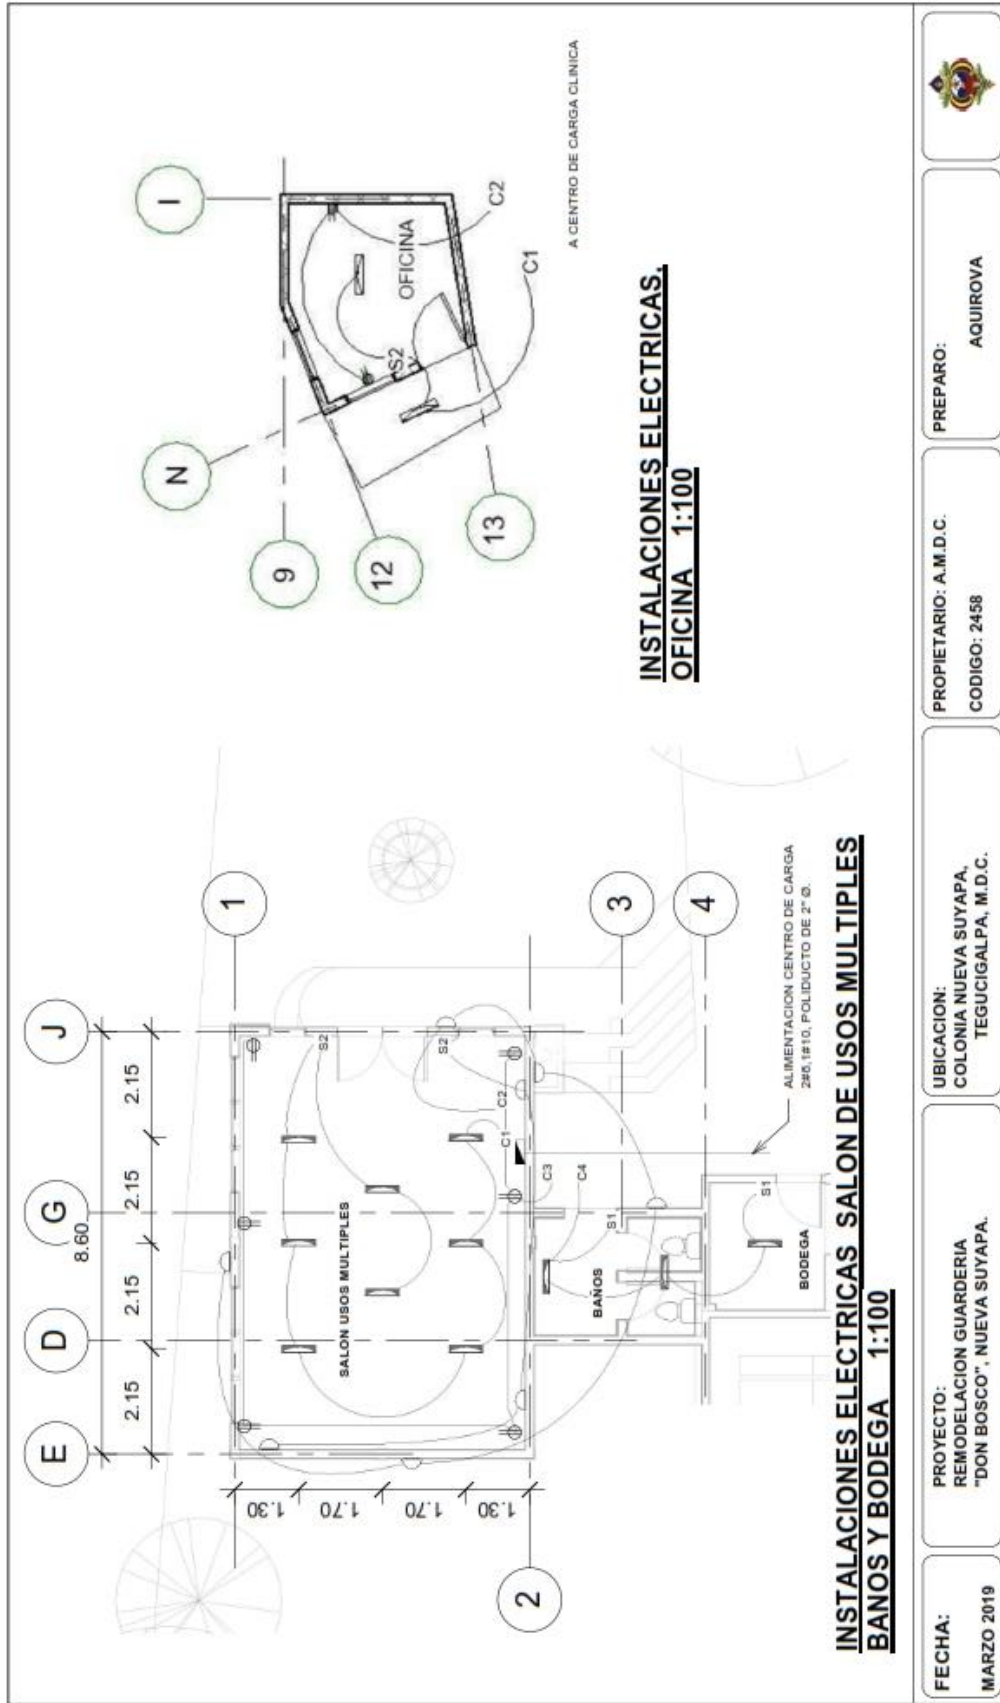 E
D
G
J
8.60
2.15
2.15
2.15
2.15
1
2
3
4
1.30
1.70
1.70
1.30
SALON USOS MULTIPLES
S2
S2
C1
C2
C3
C4
S1
BAÑOS
S1
BODEGA
ALIMENTACION CENTRO DE CARGA
2#6,1#10, POLIDUCTO DE 2" Ø.
INSTALACIONES ELECTRICAS SALON DE USOS MULTIPLES
BANOS Y BODEGA 1:100
N
I
9
12
13
OFICINA
S2
C1
C2
A CENTRO DE CARGA CLINICA
INSTALACIONES ELECTRICAS,
OFICINA 1:100
FECHA:
MARZO 2019
PROYECTO:
REMODELACION GUARDERIA
"DON BOSCO", NUEVA SUYAPA.
UBICACION:
COLONIA NUEVA SUYAPA,
TEGUCIGALPA, M.D.C.
PROPIETARIO: A.M.D.C.
CODIGO: 2458
PREPARO:
AQUIROVA